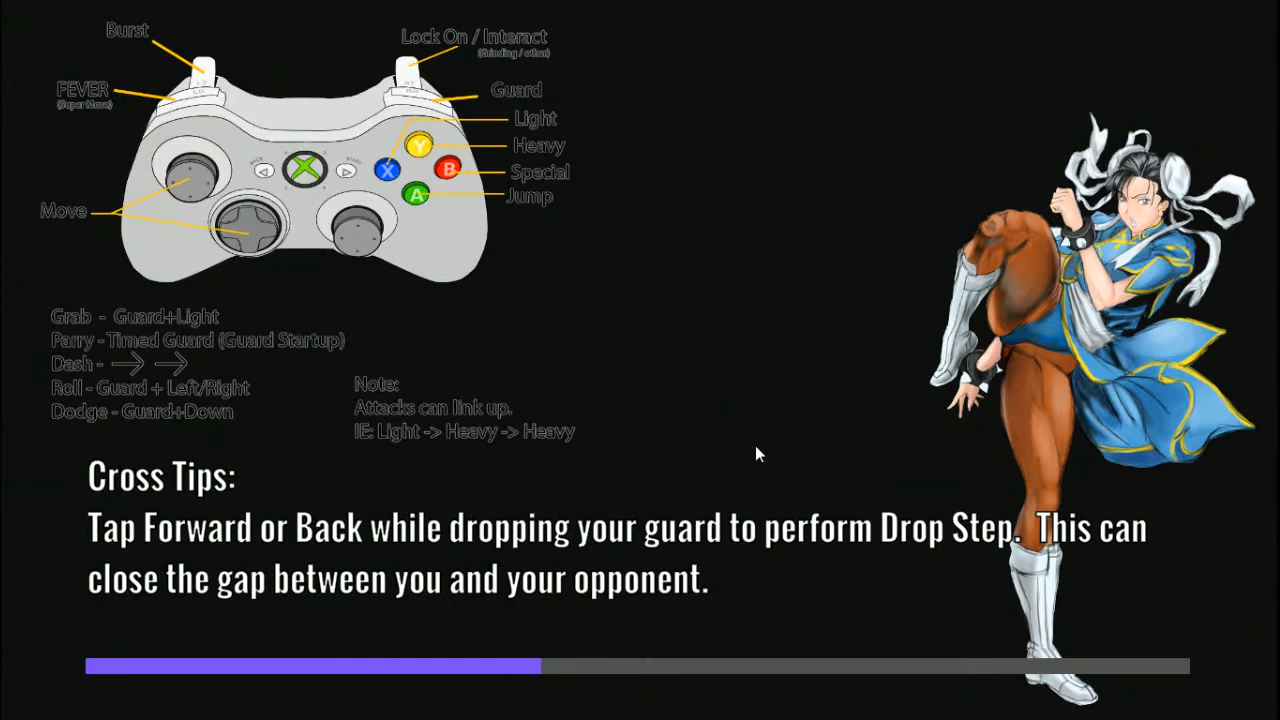 Burst
Lock On / Interact
(Grinding / other)
FEVER
(Super Move)
Guard
Light
Y
Heavy
X
B
Special
A
Jump
BACK
START
Move
Grab - Guard+Light
Parry - Timed Guard (Guard Startup)
Dash -
Roll - Guard + Left/Right
Dodge - Guard+Down
Note:
Attacks can link up.
IE: Light -> Heavy -> Heavy
Cross Tips:
Tap Forward or Back while dropping your guard to perform Drop Step. This can
close the gap between you and your opponent.